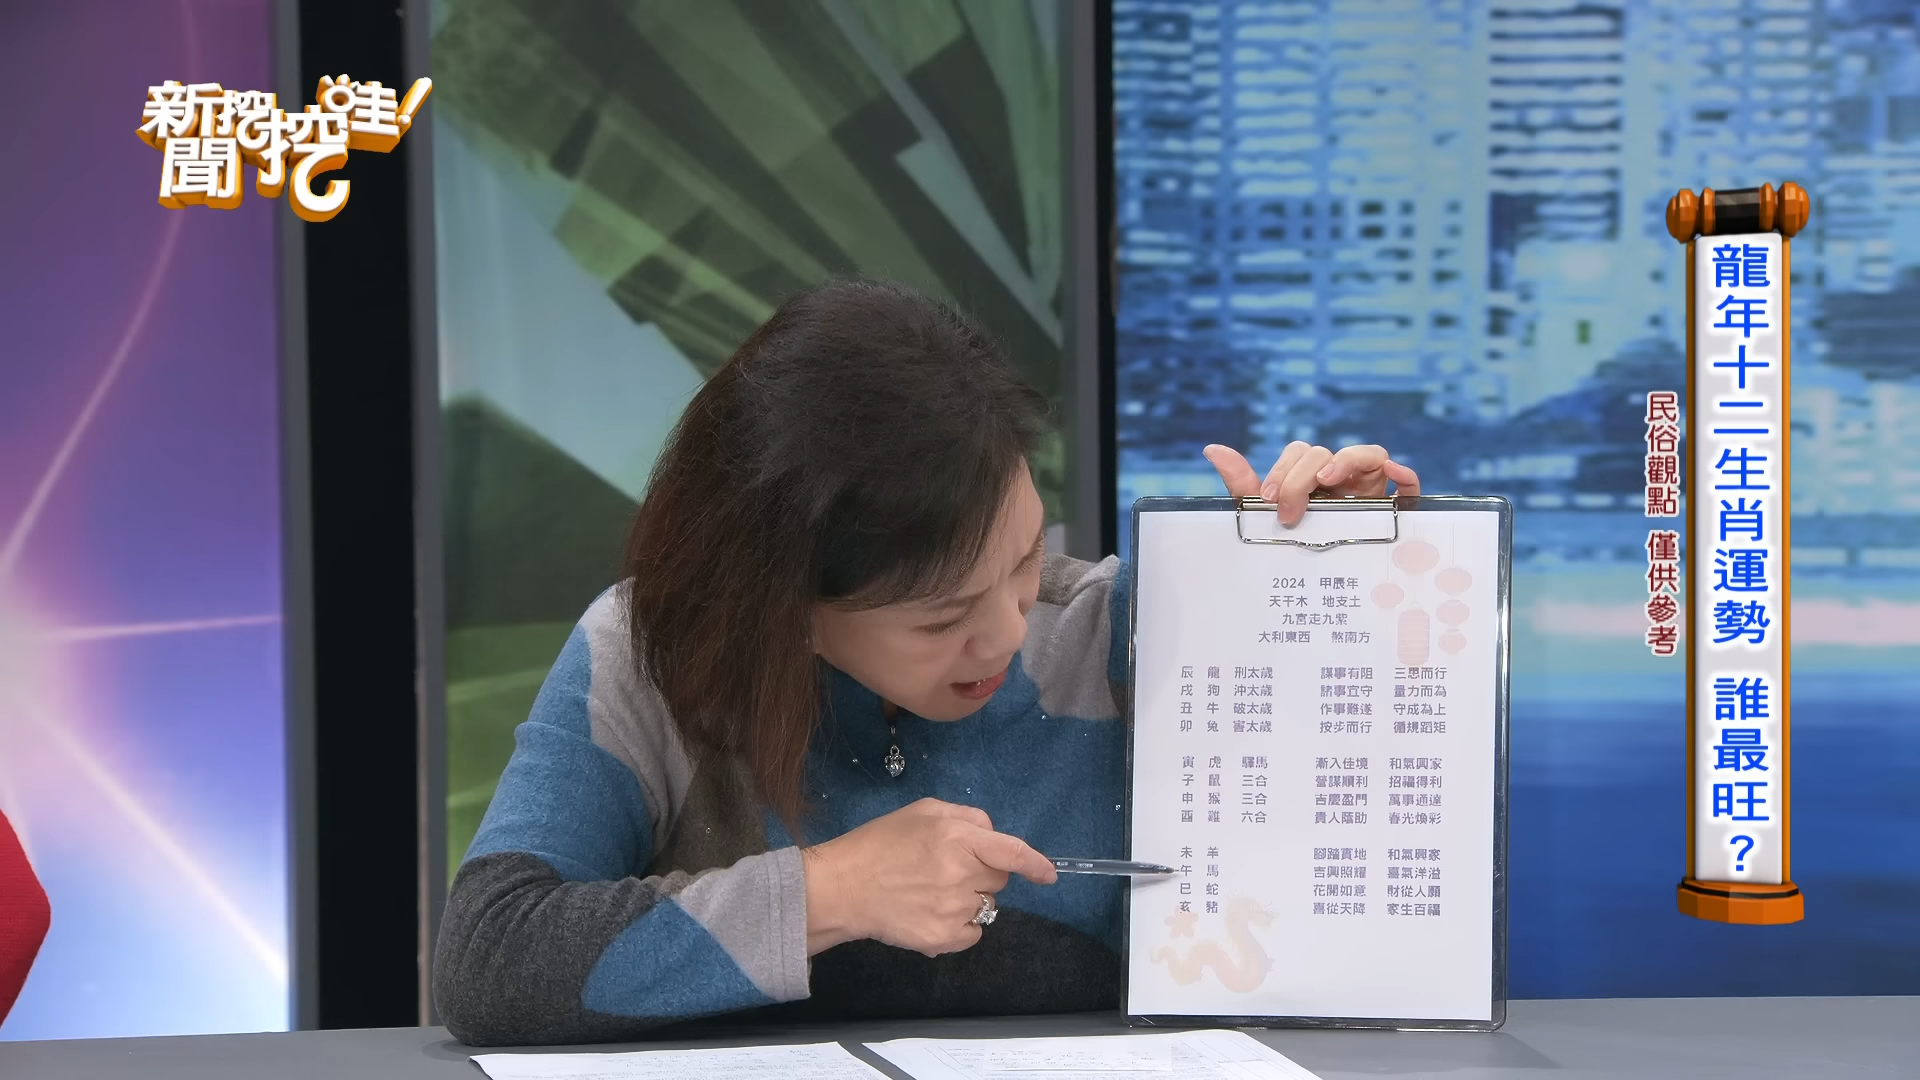 新聞挖挖哇!
龍年十二生肖運勢 誰最旺?
民俗觀點 僅供參考
2024 甲辰年
天干木 地支土
九宮走九紫
大利東西 煞南方
辰 龍 刑太歲 謀事有阻 三思而行
戌 狗 沖太歲 諸事宜守 量力而為
丑 牛 破太歲 作事難遂 守成為上
卯 兔 害太歲 按步而行 循規蹈矩
寅 虎 驛馬 漸入佳境 和氣興家
子 鼠 三合 營謀順利 招福得利
申 猴 三合 吉慶盈門 萬事通達
酉 雞 六合 貴人蔭助 春光煥彩
未 羊 腳踏實地 和氣興家
午 馬 吉興照耀 喜氣洋溢
巳 蛇 花開如意 財從人願
亥 豬 喜從天降 家生百福